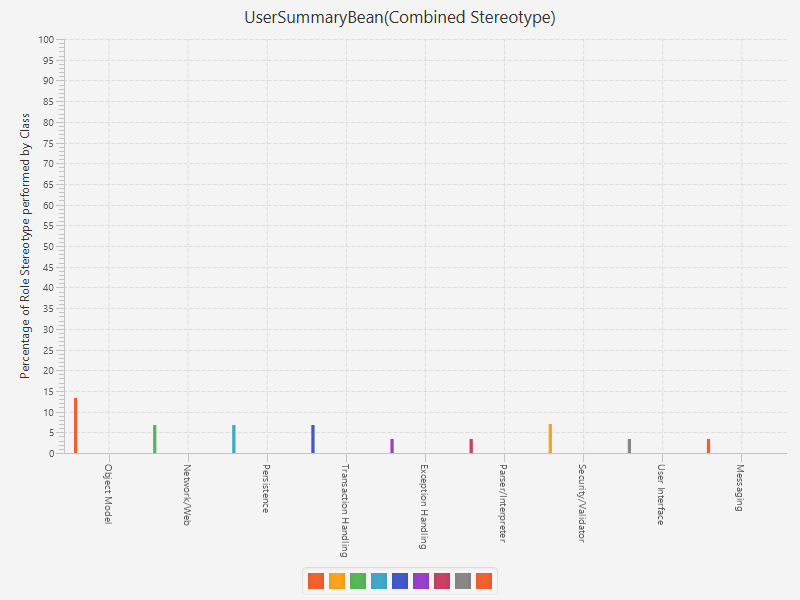 UserSummaryBean(Combined Stereotype)
Percentage of Role Stereotype performed by Class
100
95
90
85
80
75
70
65
60
55
50
45
40
35
30
25
20
15
10
5
0
Object Model
Network/Web
Persistence
Transaction Handling
Exception Handling
Parser/Interpreter
Security/Validator
User Interface
Messaging